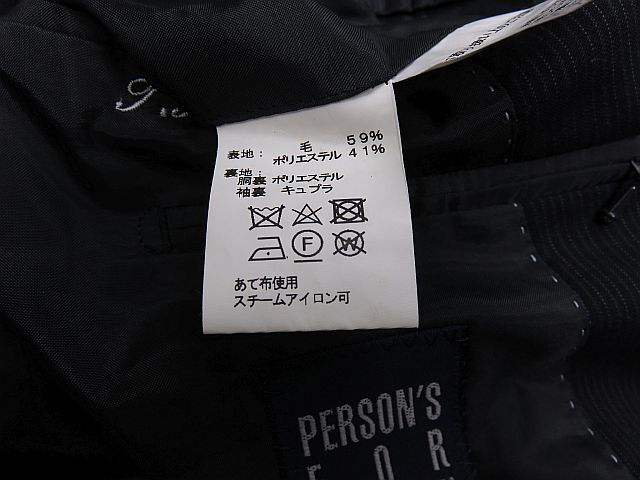 毛 59%
表地: ポリエステル 41%
裏地:
胴裏 ポリエステル
袖裏 キュプラ
F W
あて布使用
スチームアイロン可
PERSON'S
FOR